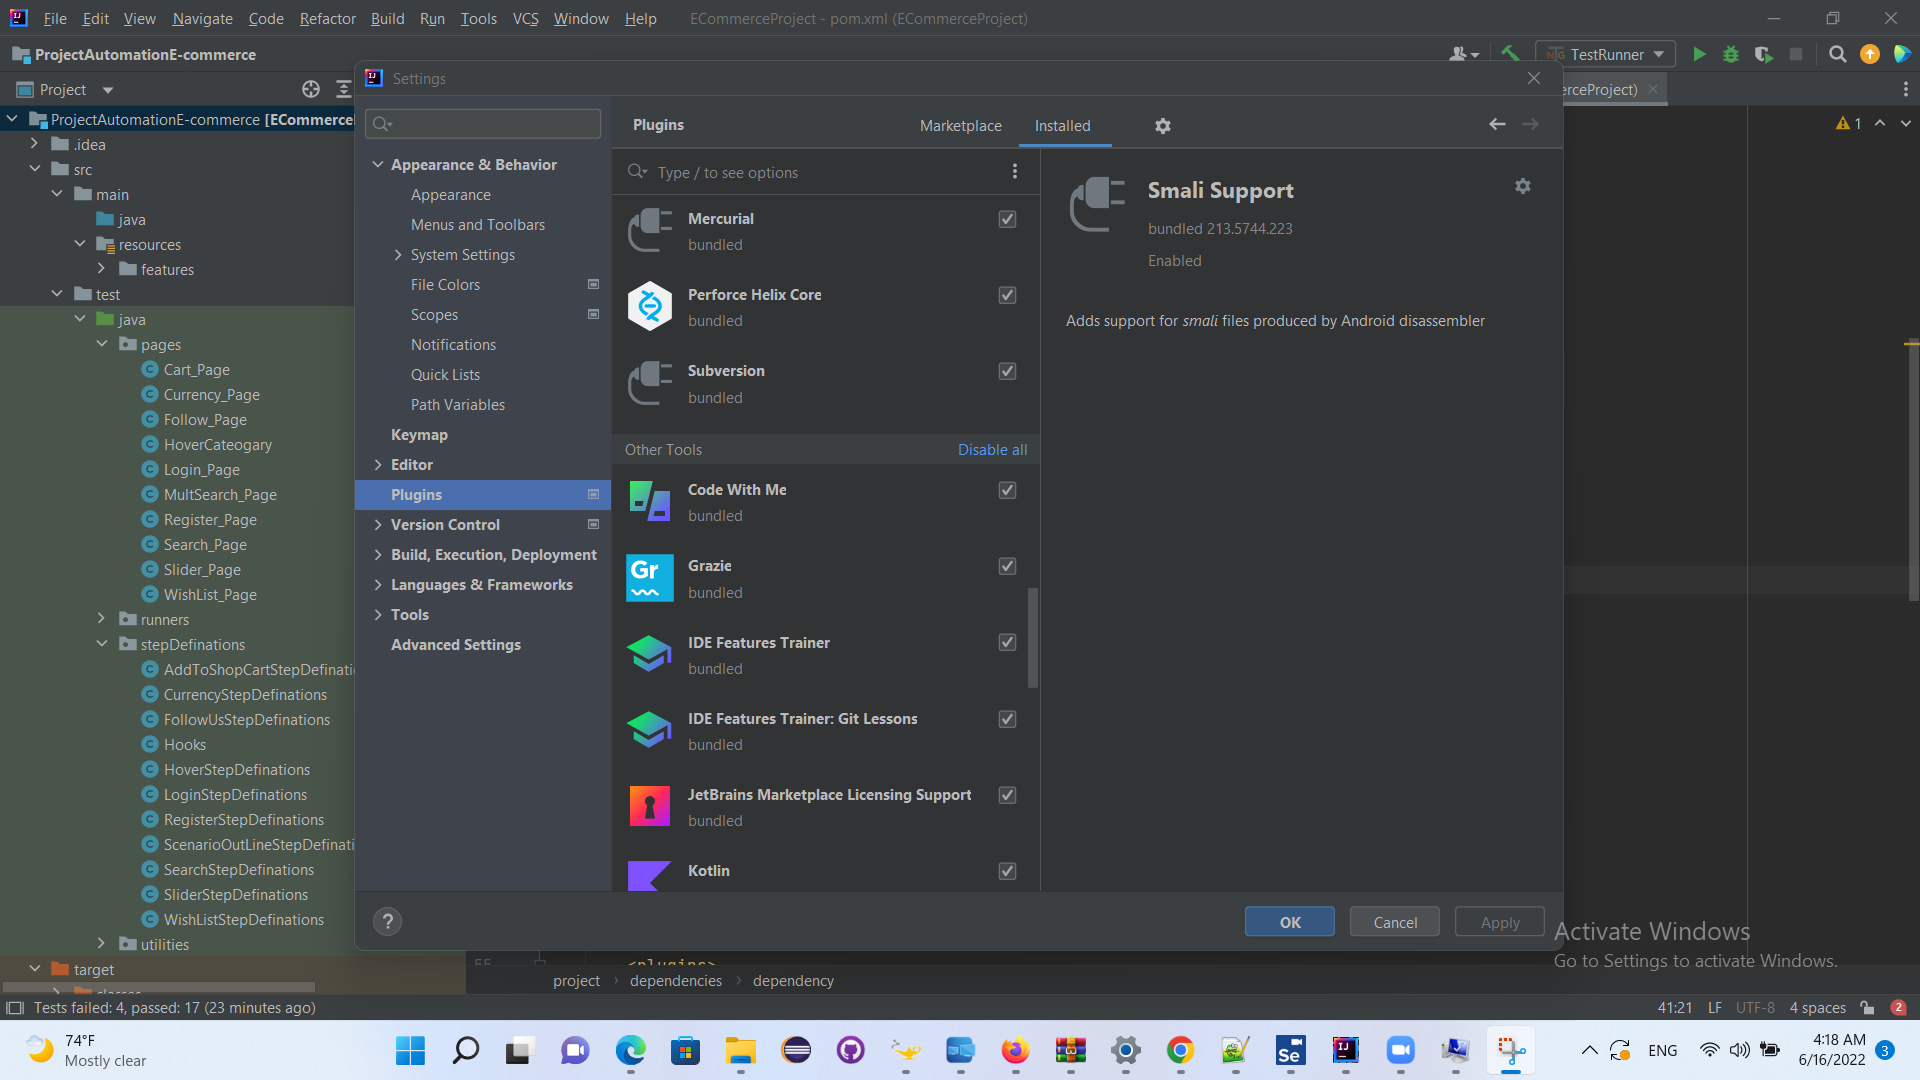 File Edit View Navigate Code Refactor Build Run Tools VCS Window Help ECommerceProject - pom.xml (ECommerceProject)
ProjectAutomationE-commerce
TestRunner
Project
Settings
erceProject)
ProjectAutomationE-commerce [ECommerce
.idea
src
main
java
resources
features
test
java
pages
Cart_Page
Currency_Page
Follow_Page
HoverCateogary
Login_Page
MultSearch_Page
Register_Page
Search_Page
Slider_Page
WishList_Page
runners
stepDefinations
AddToShopCartStepDefinati
CurrencyStepDefinations
FollowUsStepDefinations
Hooks
HoverStepDefinations
LoginStepDefinations
RegisterStepDefinations
ScenarioOutLineStepDefinati
SearchStepDefinations
SliderStepDefinations
WishListStepDefinations
utilities
target
Appearance & Behavior
Appearance
Menus and Toolbars
System Settings
File Colors
Scopes
Notifications
Quick Lists
Path Variables
Keymap
Editor
Plugins
Version Control
Build, Execution, Deployment
Languages & Frameworks
Tools
Advanced Settings
Plugins
Marketplace
Installed
Type / to see options
Mercurial
bundled
Perforce Helix Core
bundled
Subversion
bundled
Other Tools
Disable all
Code With Me
bundled
Gr
Grazie
bundled
IDE Features Trainer
bundled
IDE Features Trainer: Git Lessons
bundled
JetBrains Marketplace Licensing Support
bundled
Kotlin
Smali Support
bundled 213.5744.223
Enabled
Adds support for smali files produced by Android disassembler
1
?
OK
Cancel
Apply
Activate Windows
Go to Settings to activate Windows.
55
<plugins>
project › dependencies › dependency
Tests failed: 4, passed: 17 (23 minutes ago)
41:21 LF UTF-8 4 spaces 2
74°F
Mostly clear
Se
ENG
4:18 AM
6/16/2022
3